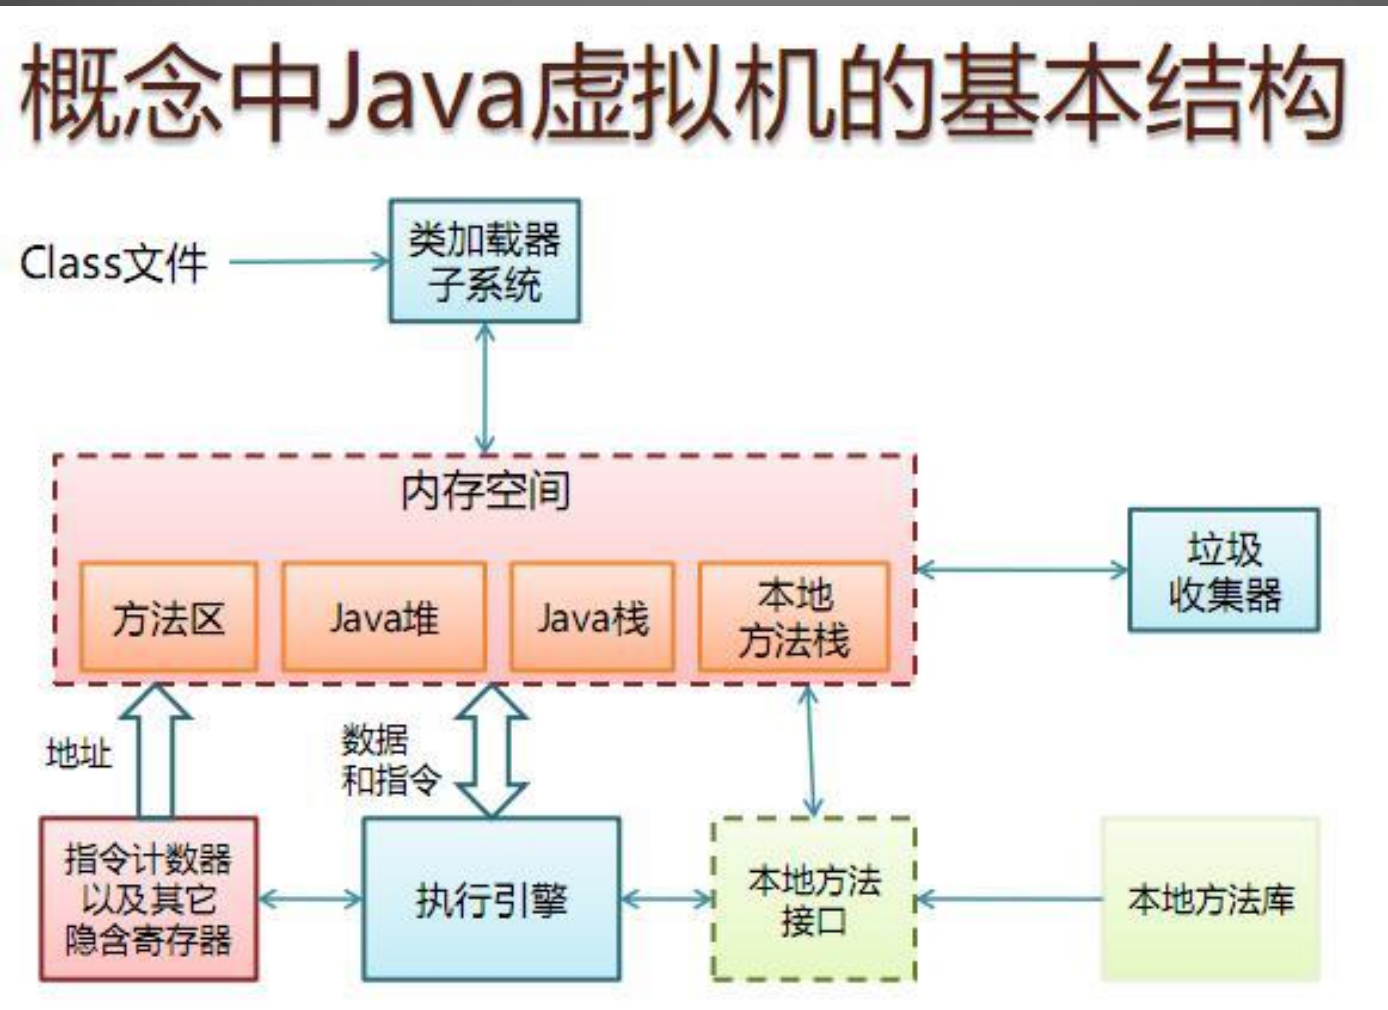 概念中Java虚拟机的基本结构
Class文件
类加载器
子系统
内存空间
方法区
Java堆
Java栈
本地
方法栈
垃圾
收集器
地址
数据
和指令
指令计数器
以及其它
隐含寄存器
执行引擎
本地方法
接口
本地方法库